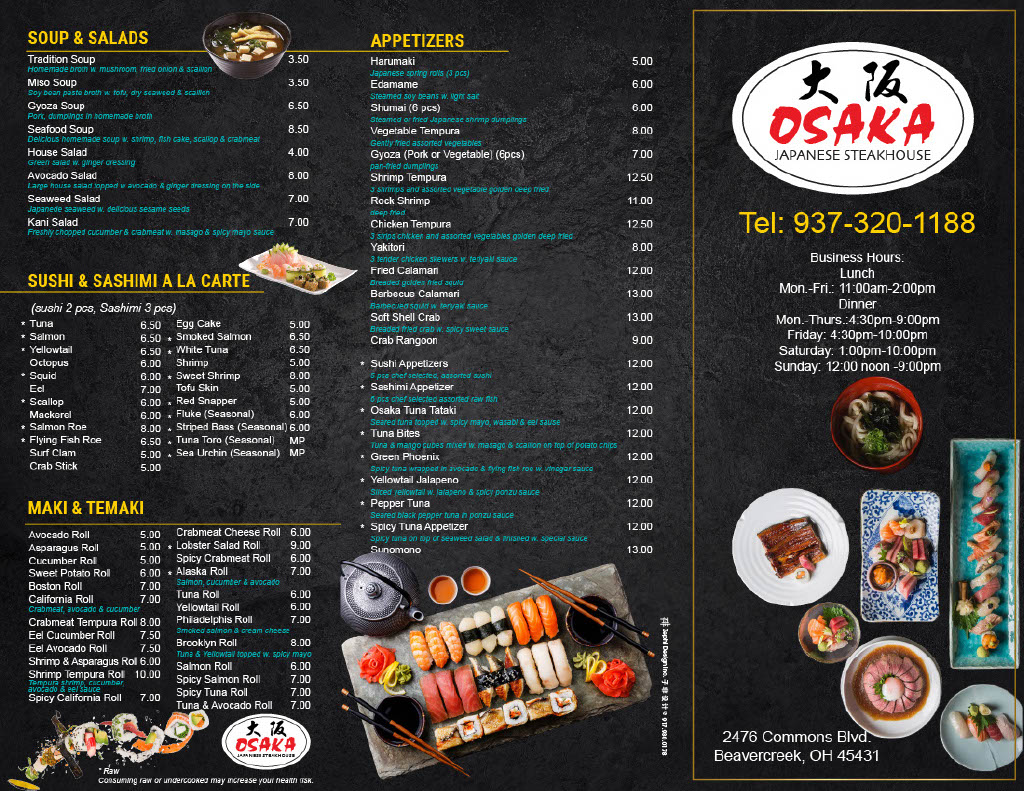 SOUP & SALADS
Tradition Soup 3.50
Homemade broth w. mushroom, fried onion & scallion
Miso Soup 3.50
Soy bean paste broth w. tofu, dry seaweed & scallion
Gyoza Soup 6.50
Pork, dumplings in homemade broth
Seafood Soup 8.50
Delicious homemade soup w. shrimp, fish cake, scallop & crabmeat
House Salad 4.00
Green salad w. ginger dressing
Avocado Salad 8.00
Large house salad topped w avocado & ginger dressing on the side
Seaweed Salad 7.00
Japanese seaweed w. delicious sesame seeds
Kani Salad 7.00
Freshly chopped cucumber & crabmeat w. masago & spicy mayo sauce
SUSHI & SASHIMI A LA CARTE
(sushi 2 pcs, Sashimi 3 pcs)
* Tuna 6.50
* Salmon 6.50
* Yellowtail 6.50
Octopus 6.00
* Squid 6.00
Eel 7.00
* Scallop 6.00
Mackerel 6.00
* Salmon Roe 8.00
* Flying Fish Roe 6.50
Surf Clam 5.00
Crab Stick 5.00
Egg Cake 5.00
* Smoked Salmon 6.50
* White Tuna 6.50
Shrimp 5.00
* Sweet Shrimp 8.00
Tofu Skin 5.00
* Red Snapper 5.00
* Fluke (Seasonal) 6.00
* Striped Bass (Seasonal) 6.00
* Tuna Toro (Seasonal) MP
* Sea Urchin (Seasonal) MP
MAKI & TEMAKI
Avocado Roll 5.00
Asparagus Roll 5.00
Cucumber Roll 5.00
Sweet Potato Roll 6.00
Boston Roll 7.00
California Roll 7.00
Crabmeat, avocado & cucumber
Crabmeat Tempura Roll 8.00
Eel Cucumber Roll 7.50
Eel Avocado Roll 7.50
Shrimp & Asparagus Roll 6.00
Shrimp Tempura Roll 10.00
Tempura shrimp, cucumber,
avocado & eel sauce
Spicy California Roll 7.00
Crabmeat Cheese Roll 6.00
* Lobster Salad Roll 9.00
Spicy Crabmeat Roll 6.00
* Alaska Roll 7.00
Salmon, cucumber & avocado
Tuna Roll 6.00
Yellowtail Roll 6.00
Philadelphis Roll 7.00
Smoked salmon & cream cheese
Brooklyn Roll 8.00
Tuna & Yellowtail topped w. spicy mayo
Salmon Roll 6.00
Spicy Salmon Roll 7.00
Spicy Tuna Roll 7.00
Tuna & Avocado Roll 7.00
大阪
OSAKA
JAPANESE STEAKHOUSE
* Raw
Consuming raw or undercooked may increase your health risk.
APPETIZERS
Harumaki 5.00
Japanese spring rolls (3 pcs)
Edamame 6.00
Steamed soy beans w. light salt
Shumai (6 pcs) 6.00
Steamed or fried Japanese shrimp dumplings
Vegetable Tempura 8.00
Gently fried assorted vegetables
Gyoza (Pork or Vegetable) (6pcs) 7.00
pan-fried dumplings
Shrimp Tempura 12.50
3 shrimps and assorted vegetable golden deep fried
Rock Shrimp 11.00
deep fried
Chicken Tempura 12.50
3 strips chicken and assorted vegetables golden deep fried
Yakitori 8.00
3 tender chicken skewers w. teriyaki sauce
Fried Calamari 12.00
Breaded golden fried squid
Barbecue Calamari 13.00
Barbecued squid w. teriyaki sauce
Soft Shell Crab 13.00
Breaded fried crab w. spicy sweet sauce
Crab Rangoon 9.00
* Sushi Appetizers 12.00
5 pcs chef selected, assorted sushi
* Sashimi Appetizer 12.00
6 pcs chef selected assorted raw fish
* Osaka Tuna Tataki 12.00
Seared tuna topped w. spicy mayo, wasabi & eel sause
* Tuna Bites 12.00
Tuna & mango cubes mixed w. masago & scallion on top of potato chips
* Green Phoenix 12.00
Spicy tuna wrapped in avocado & flying fish roe w. vinegar sauce
* Yellowtail Jalapeno 12.00
Sliced yellowtail w. jalapeno & spicy ponzu sauce
* Pepper Tuna 12.00
Seared black pepper tuna in ponzu sauce
* Spicy Tuna Appetizer 12.00
Spicy tuna on top of seaweed salad & finished w. special sauce
Sunomono 13.00
大阪
OSAKA
JAPANESE STEAKHOUSE
Tel: 937-320-1188
Business Hours:
Lunch
Mon.-Fri.: 11:00am-2:00pm
Dinner
Mon.-Thurs.:4:30pm-9:00pm
Friday: 4:30pm-10:00pm
Saturday: 1:00pm-10:00pm
Sunday: 12:00 noon -9:00pm
2476 Commons Blvd.
Beavercreek, OH 45431